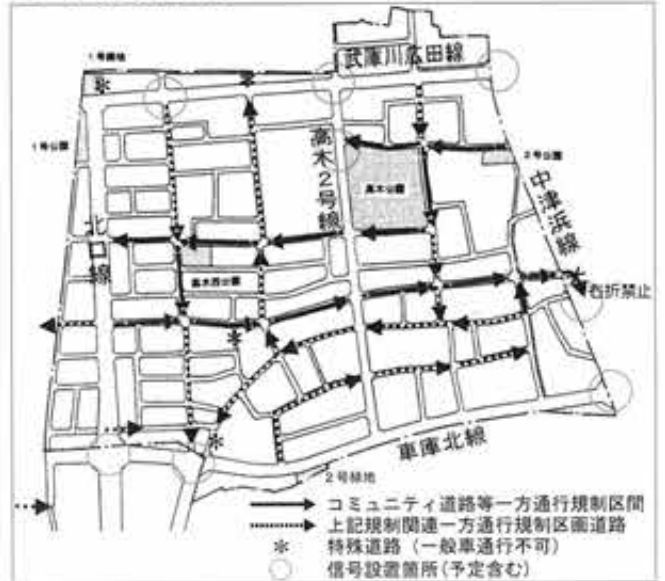 武庫川広田線
1号緑地
1号公園
高木2号線
高木公園
2号公園
中津浜線
北口線
高木西公園
右折禁止
車庫北線
2号緑地
コミュニティ道路等一方通行規制区間
上記規制関連一方通行規制区画道路
＊ 特殊道路（一般車通行不可）
信号設置箇所(予定含む)